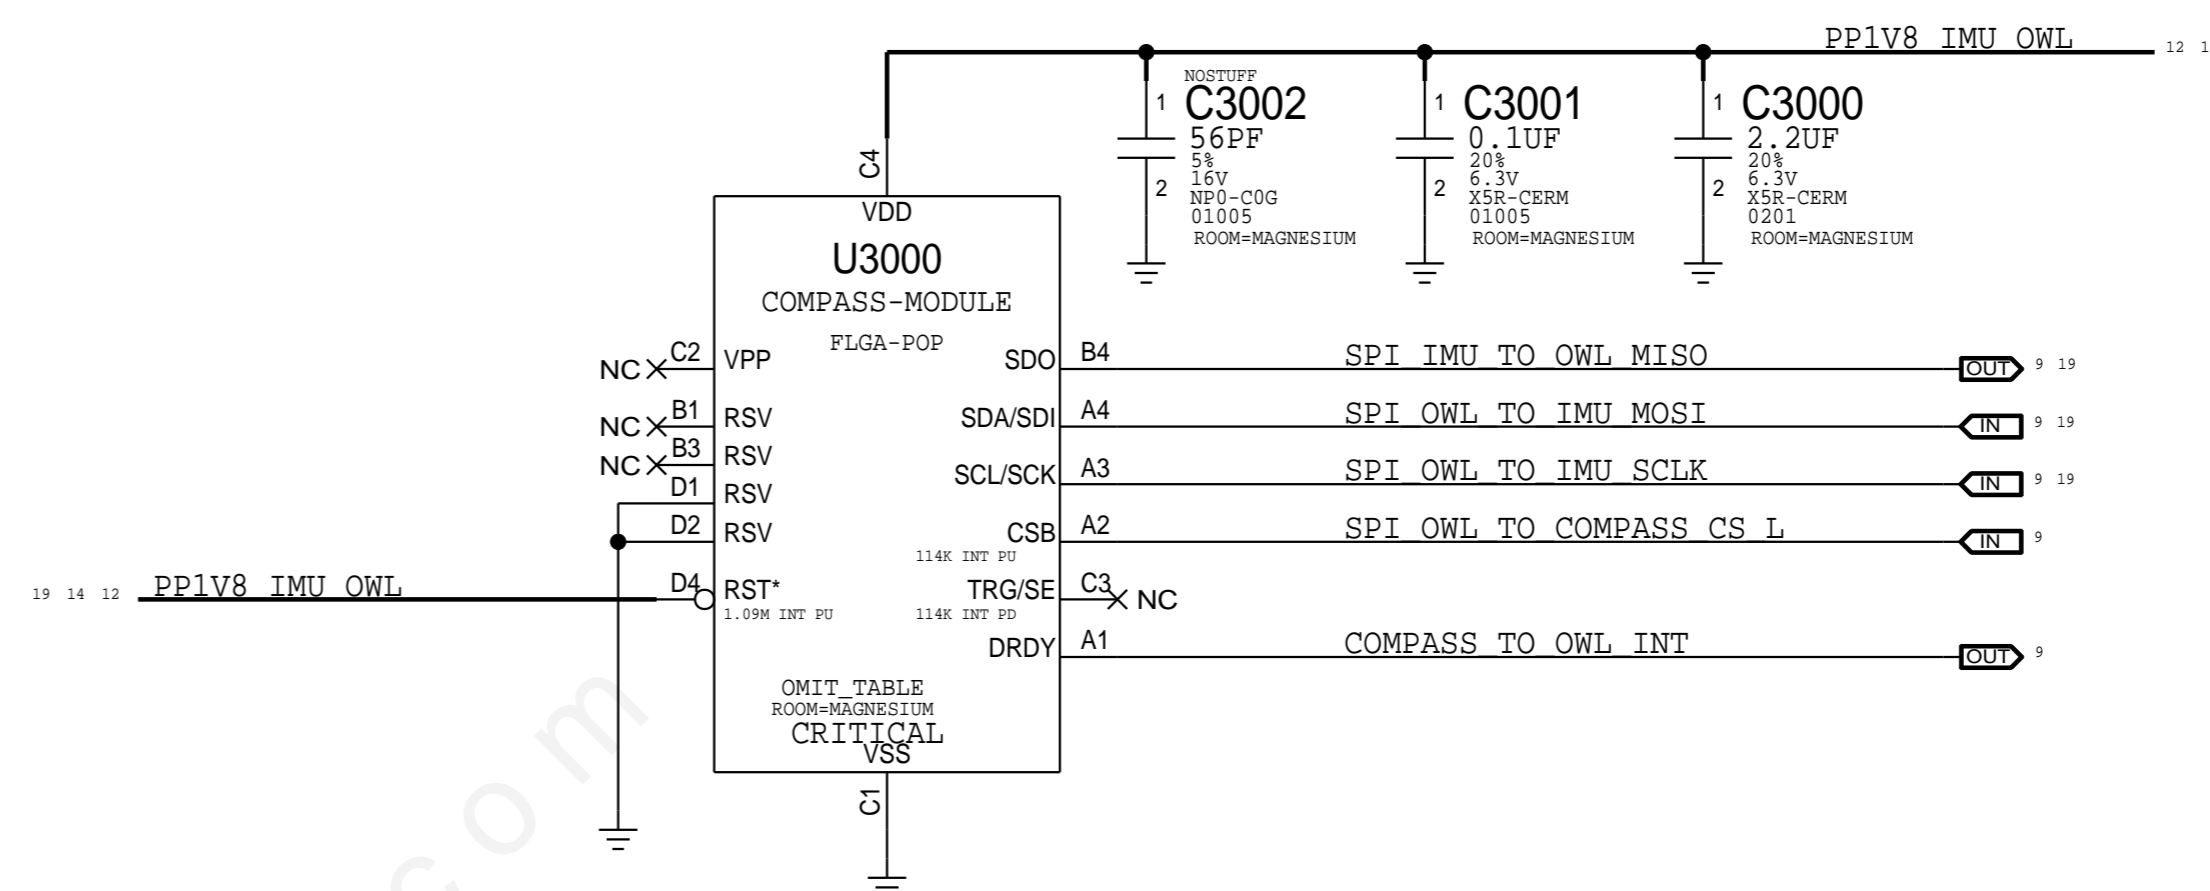 PP1V8_IMU_OWL 12 1
NOSTUFF
1 C3002
56PF
5%
16V
NP0-C0G
01005
ROOM=MAGNESIUM
2
1 C3001
0.1UF
20%
6.3V
X5R-CERM
01005
ROOM=MAGNESIUM
2
1 C3000
2.2UF
20%
6.3V
X5R-CERM
0201
ROOM=MAGNESIUM
2
C4
VDD
U3000
COMPASS-MODULE
FLGA-POP
NC C2 VPP
NC B1 RSV
NC B3 RSV
D1 RSV
D2 RSV
19 14 12 PP1V8_IMU_OWL D4 RST*
1.09M INT PU
SDO B4 SPI_IMU_TO_OWL_MISO OUT 9 19
SDA/SDI A4 SPI_OWL_TO_IMU_MOSI IN 9 19
SCL/SCK A3 SPI_OWL_TO_IMU_SCLK IN 9 19
CSB A2 SPI_OWL_TO_COMPASS_CS_L IN 9
114K INT PU
TRG/SE C3 NC
114K INT PD
DRDY A1 COMPASS_TO_OWL_INT OUT 9
OMIT_TABLE
ROOM=MAGNESIUM
CRITICAL
VSS
C1
com